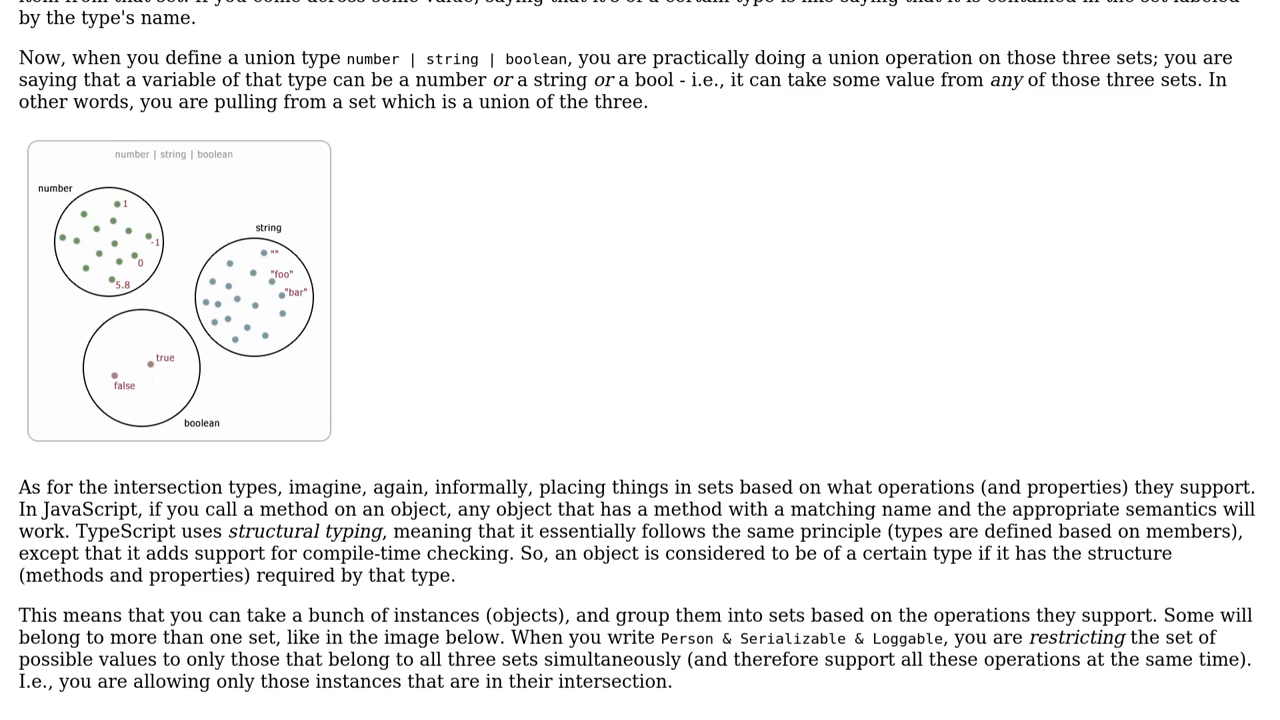 by the type's name.
Now, when you define a union type number | string | boolean, you are practically doing a union operation on those three sets; you are
saying that a variable of that type can be a number or a string or a bool - i.e., it can take some value from any of those three sets. In
other words, you are pulling from a set which is a union of the three.
number | string | boolean
number
1
-1
0
5.8
string
""
"foo"
"bar"
true
false
boolean
As for the intersection types, imagine, again, informally, placing things in sets based on what operations (and properties) they support.
In JavaScript, if you call a method on an object, any object that has a method with a matching name and the appropriate semantics will
work. TypeScript uses structural typing, meaning that it essentially follows the same principle (types are defined based on members),
except that it adds support for compile-time checking. So, an object is considered to be of a certain type if it has the structure
(methods and properties) required by that type.
This means that you can take a bunch of instances (objects), and group them into sets based on the operations they support. Some will
belong to more than one set, like in the image below. When you write Person & Serializable & Loggable, you are restricting the set of
possible values to only those that belong to all three sets simultaneously (and therefore support all these operations at the same time).
I.e., you are allowing only those instances that are in their intersection.